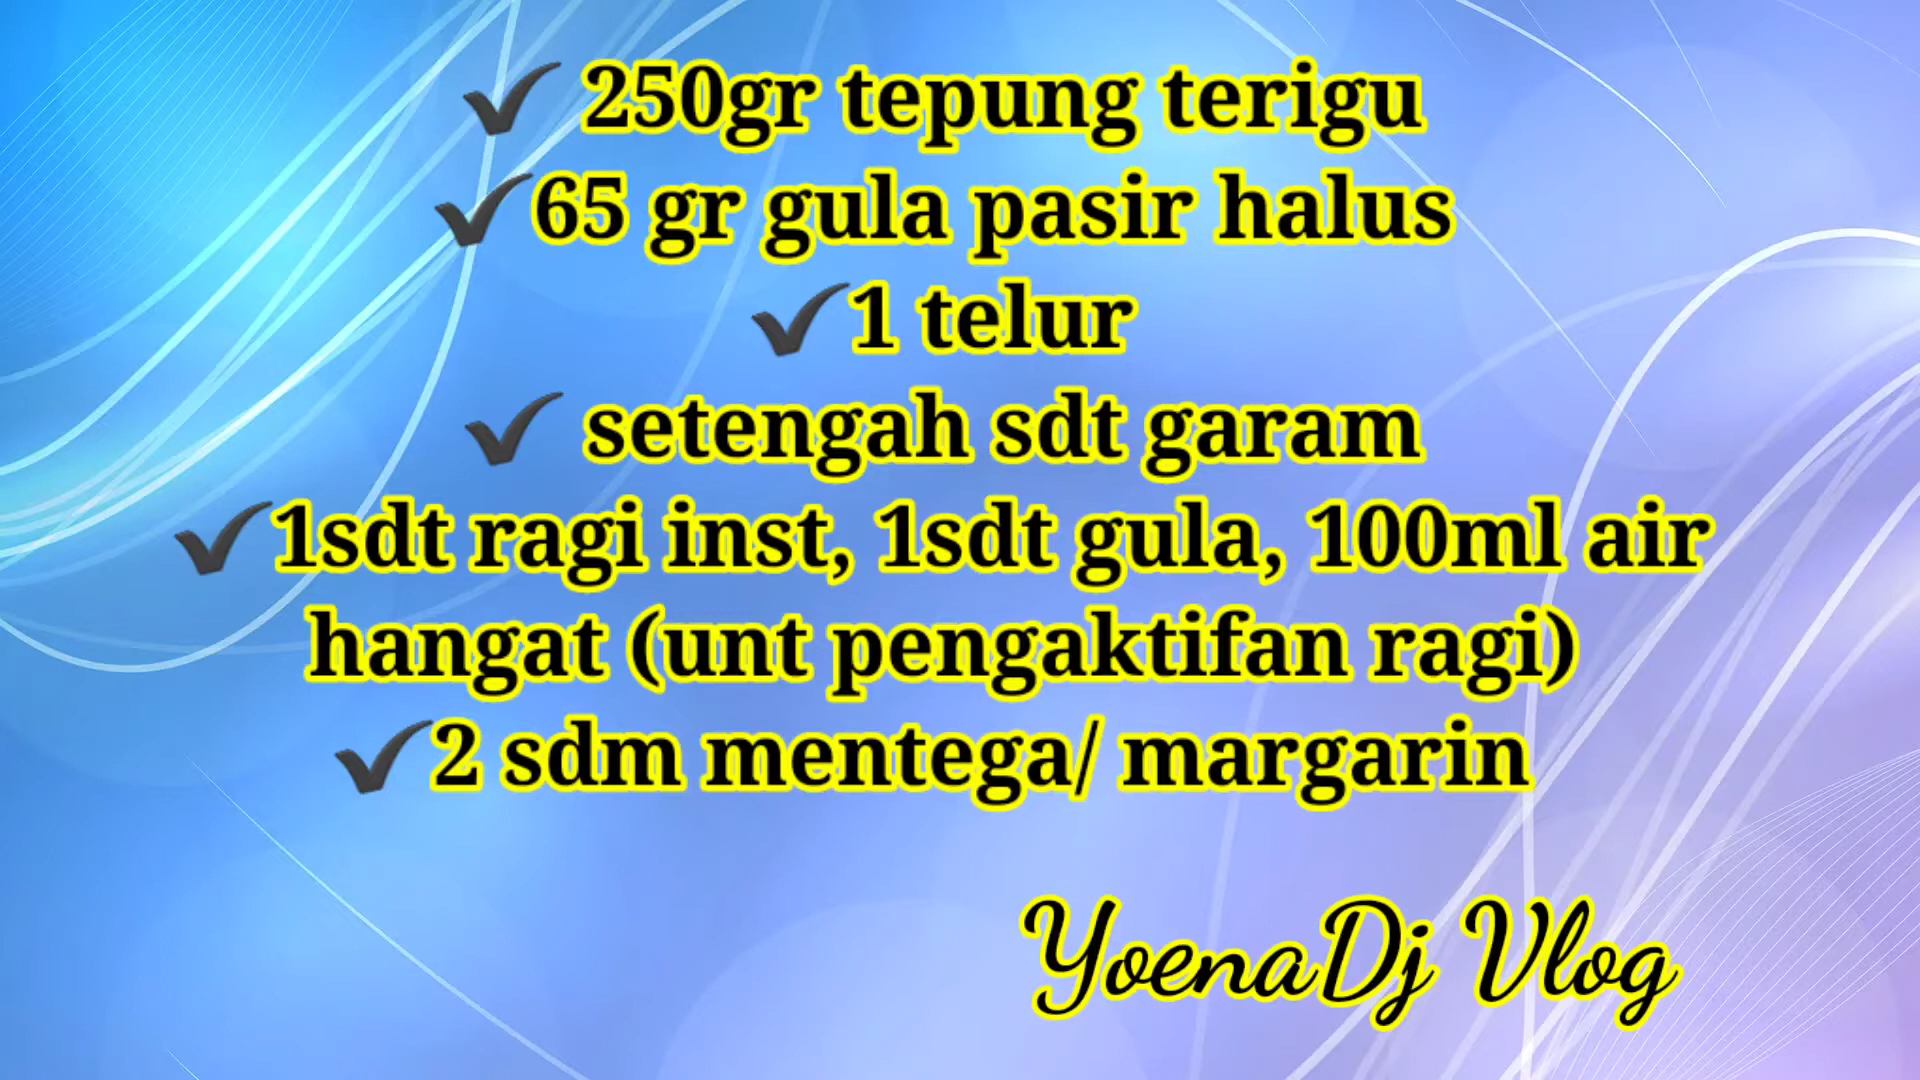 ✔ 250gr tepung terigu
✔65 gr gula pasir halus
✔1 telur
✔ setengah sdt garam
✔1sdt ragi inst, 1sdt gula, 100ml air
hangat (unt pengaktifan ragi)
✔2 sdm mentega/ margarin
YoenaDj Vlog